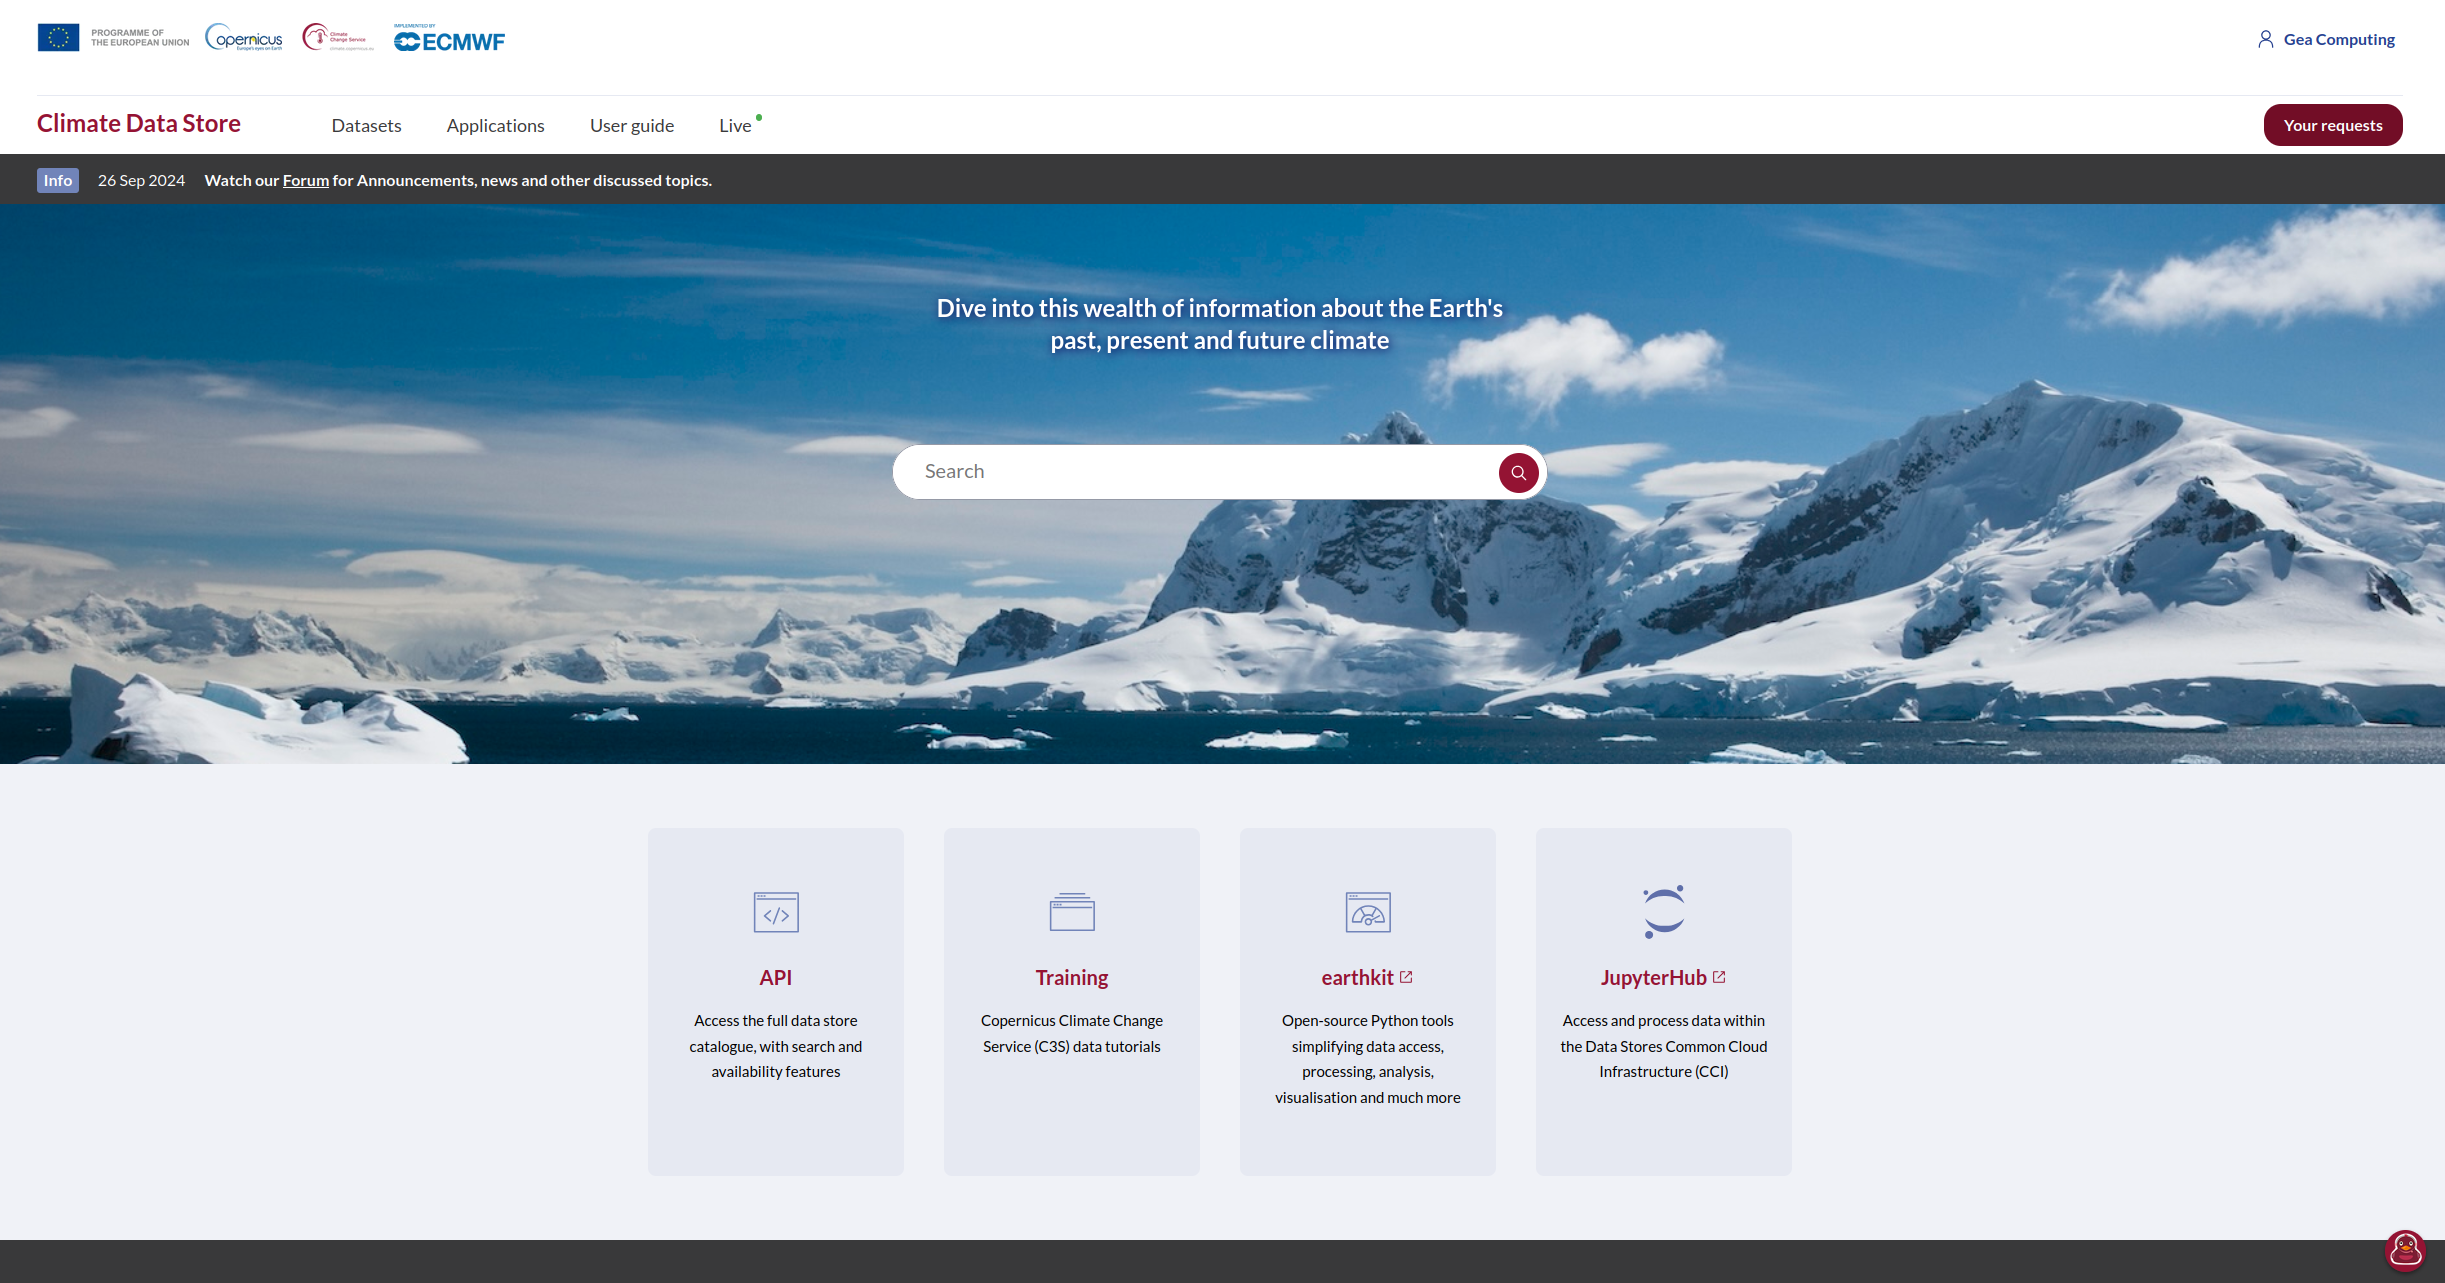 PROGRAMME OF
THE EUROPEAN UNION
opernicus
Europe's eyes on Earth
Climate
Change Service
climate.copernicus.eu
IMPLEMENTED BY
ECMWF
Gea Computing
Climate Data Store
Datasets
Applications
User guide
Live
Your requests
Info 26 Sep 2024 Watch our Forum for Announcements, news and other discussed topics.
Dive into this wealth of information about the Earth's
past, present and future climate
Search
API
Access the full data store
catalogue, with search and
availability features
Training
Copernicus Climate Change
Service (C3S) data tutorials
earthkit
Open-source Python tools
simplifying data access,
processing, analysis,
visualisation and much more
JupyterHub
Access and process data within
the Data Stores Common Cloud
Infrastructure (CCI)